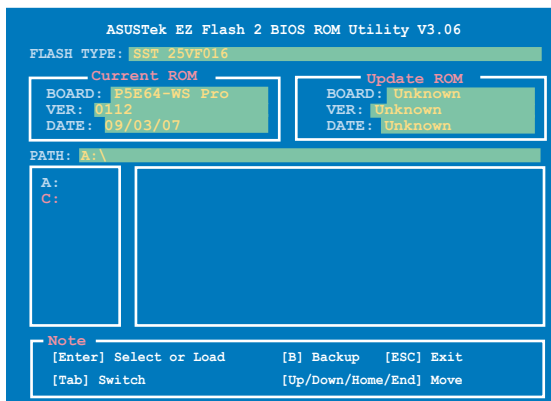 ASUSTek EZ Flash 2 BIOS ROM Utility V3.06
FLASH TYPE: SST 25VF016
Current ROM
BOARD: P5E64-WS Pro
VER: 0112
DATE: 09/03/07
Update ROM
BOARD: Unknown
VER: Unknown
DATE: Unknown
PATH: A:\
A:
C:
Note
[Enter] Select or Load [B] Backup [ESC] Exit
[Tab] Switch [Up/Down/Home/End] Move